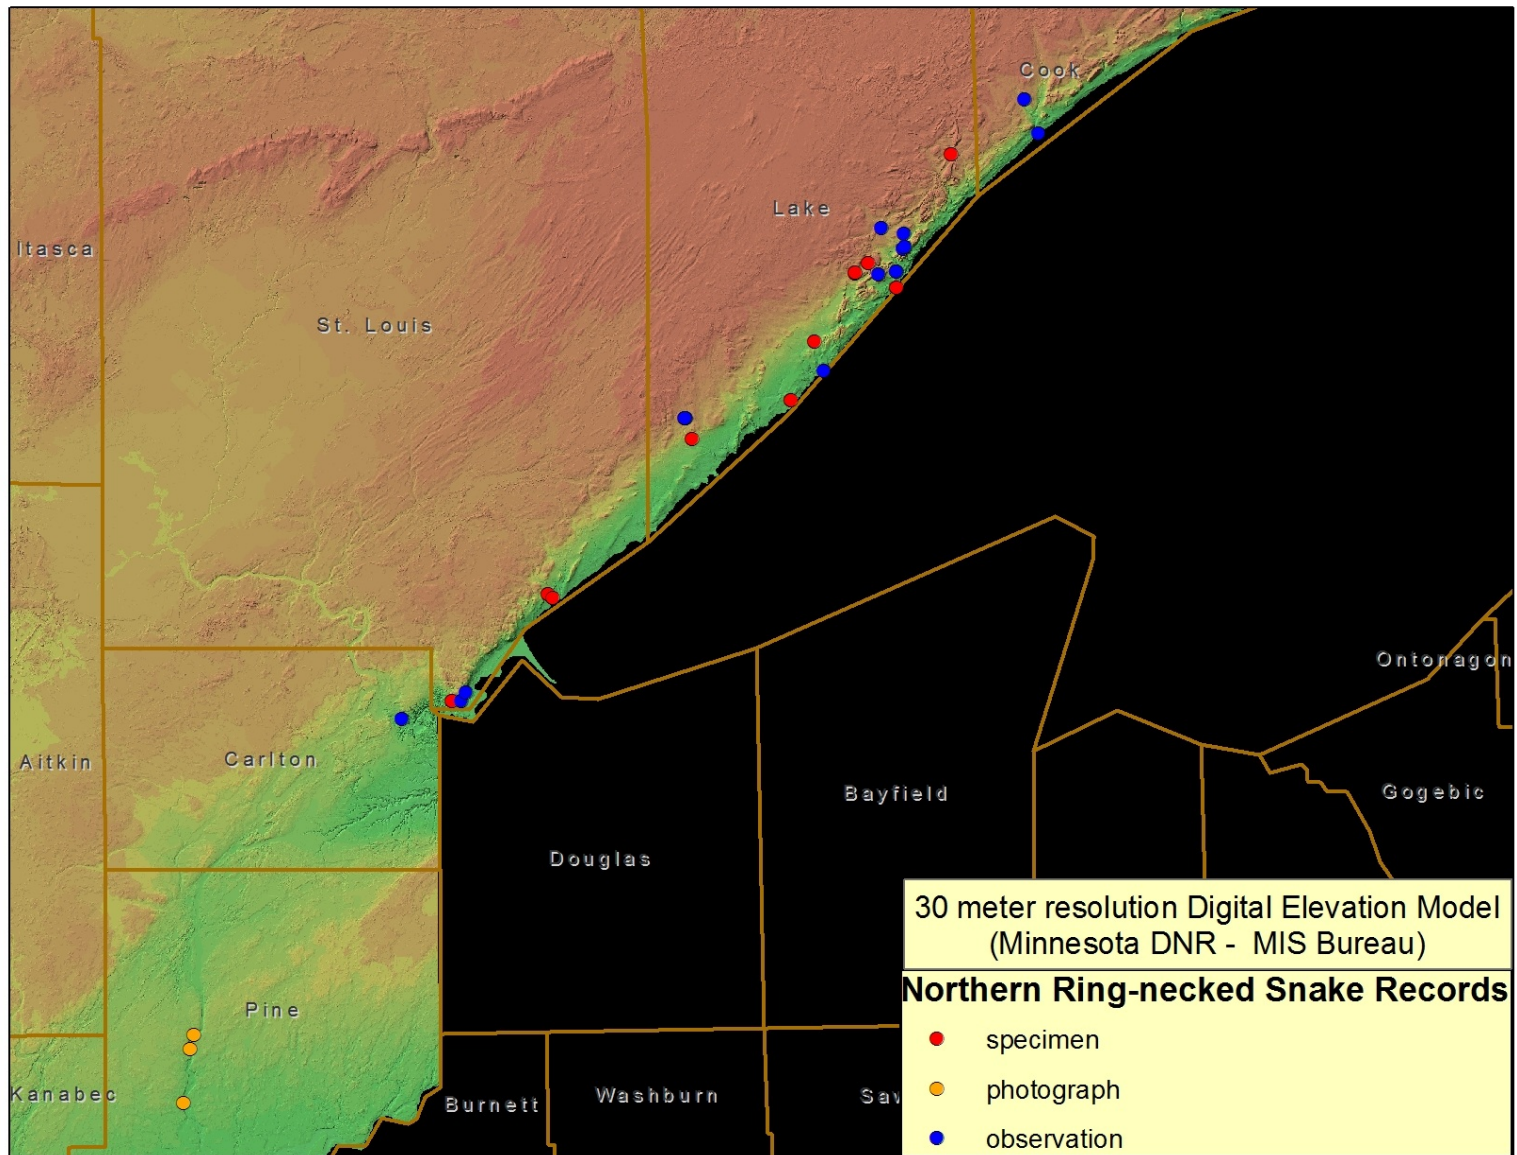 Cook
Lake
Itasca
St. Louis
Ontonagon
Aitkin
Carlton
Bayfield
Gogebic
Douglas
Pine
Kanabec
Burnett
Washburn
Saw
30 meter resolution Digital Elevation Model
(Minnesota DNR - MIS Bureau)
Northern Ring-necked Snake Records
specimen
photograph
observation